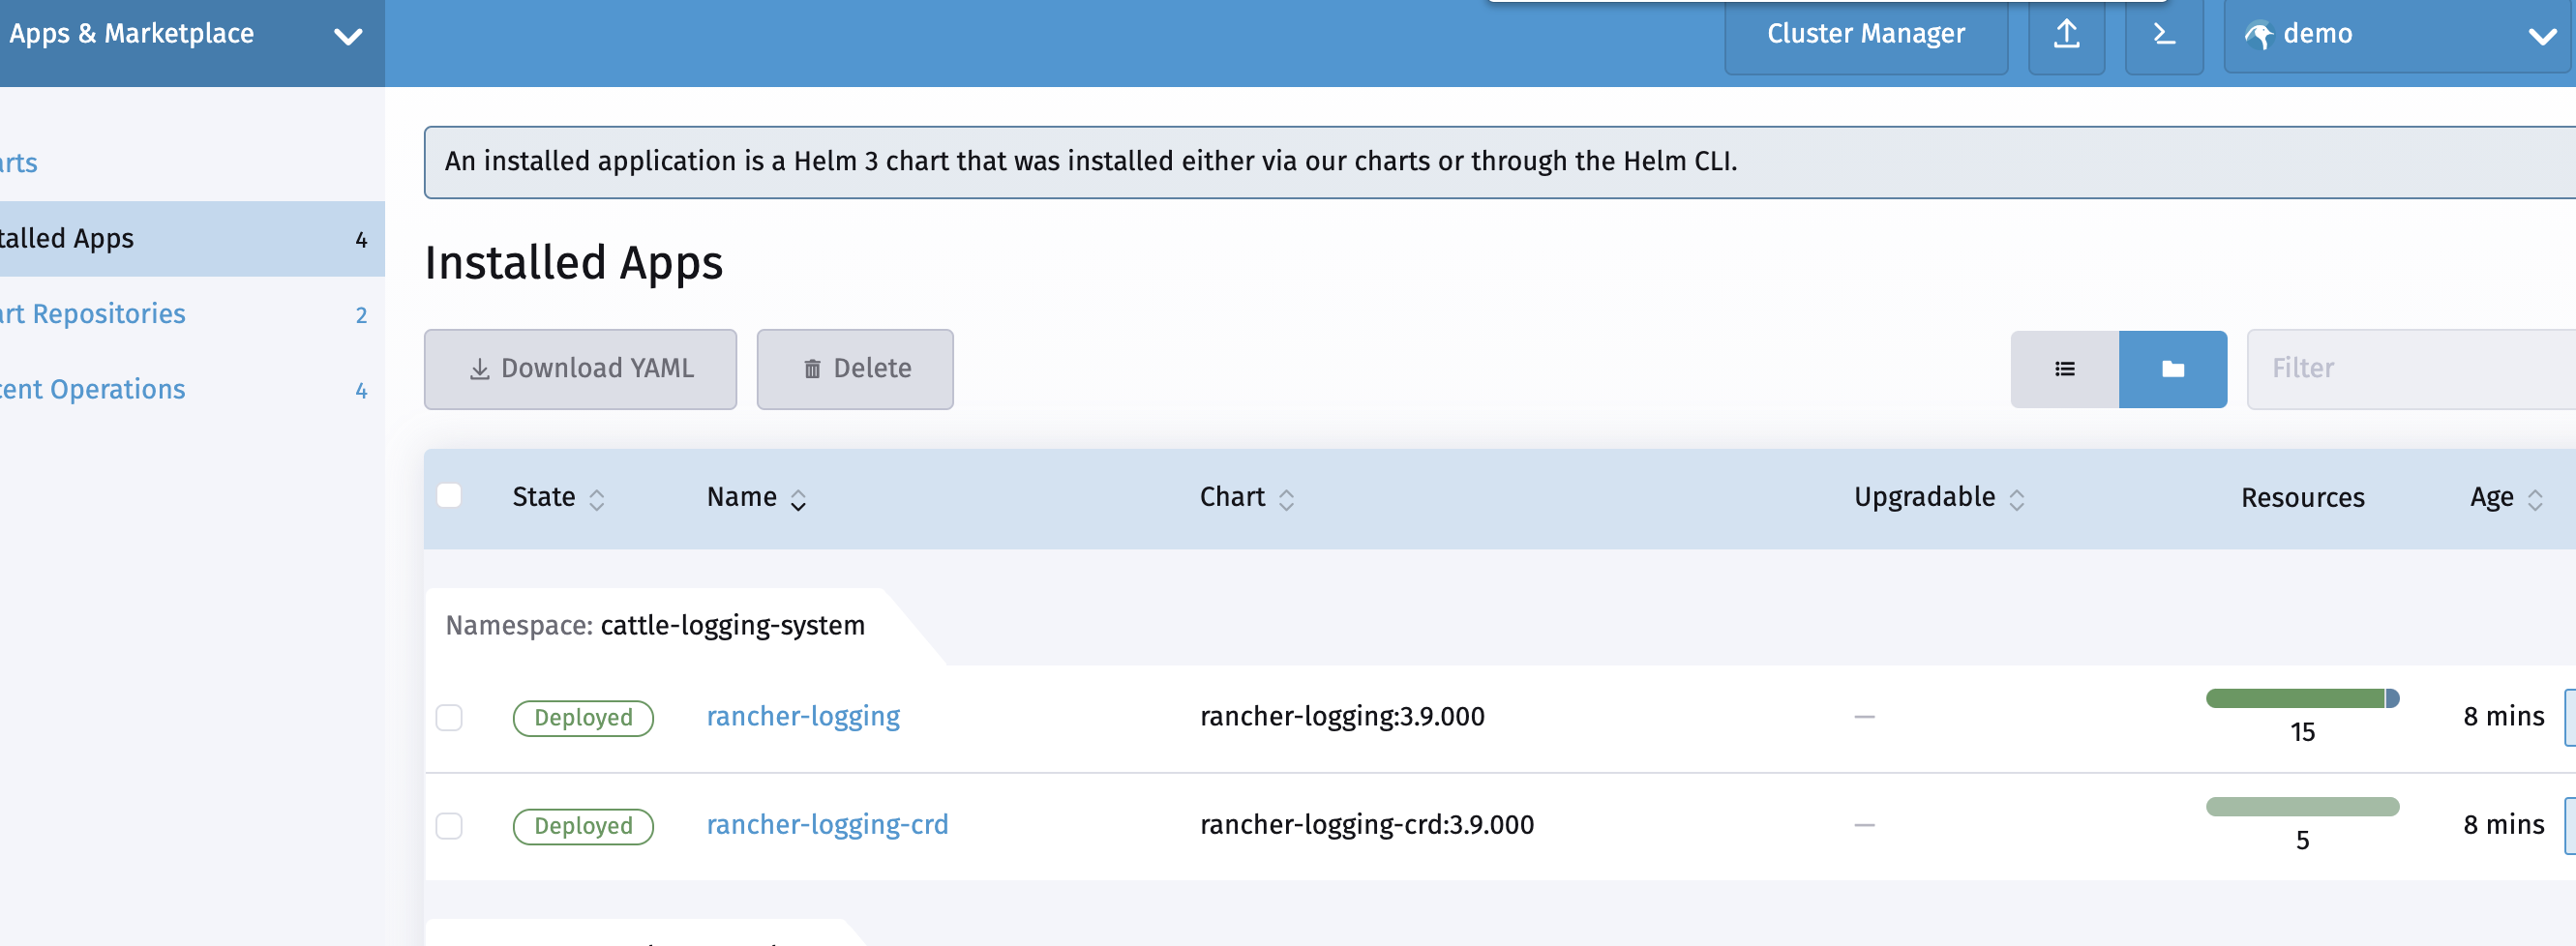 Apps & Marketplace
Cluster Manager
demo
arts
An installed application is a Helm 3 chart that was installed either via our charts or through the Helm CLI.
talled Apps 4
Installed Apps
art Repositories 2
Download YAML Delete Filter
cent Operations 4
State Name Chart Upgradable Resources Age
Namespace: cattle-logging-system
Deployed rancher-logging rancher-logging:3.9.000 — 15 8 mins
Deployed rancher-logging-crd rancher-logging-crd:3.9.000 — 5 8 mins